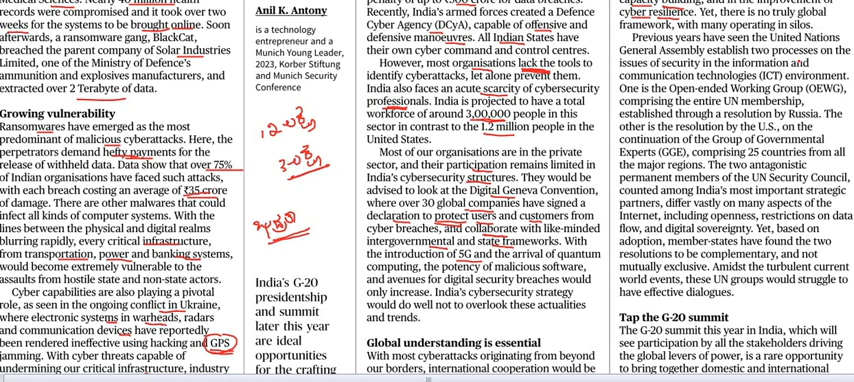 Medical Sciences. Nearly 40 million health
records were compromised and it took over two
weeks for the systems to be brought online. Soon
afterwards, a ransomware gang, BlackCat,
breached the parent company of Solar Industries
Limited, one of the Ministry of Defence's
ammunition and explosives manufacturers, and
extracted over 2 Terabyte of data.
Growing vulnerability
Ransomwares have emerged as the most
predominant of malicious cyberattacks. Here, the
perpetrators demand hefty payments for the
release of withheld data. Data show that over 75%
of Indian organisations have faced such attacks,
with each breach costing an average of ₹35 crore
of damage. There are other malwares that could
infect all kinds of computer systems. With the
lines between the physical and digital realms
blurring rapidly, every critical infrastructure,
from transportation, power and banking systems,
would become extremely vulnerable to the
assaults from hostile state and non-state actors.
Cyber capabilities are also playing a pivotal
role, as seen in the ongoing conflict in Ukraine,
where electronic systems in warheads, radars
and communication devices have reportedly
been rendered ineffective using hacking and GPS
jamming. With cyber threats capable of
undermining our critical infrastructure, industry
Anil K. Antony
is a technology
entrepreneur and a
Munich Young Leader,
2023, Korber Stiftung
and Munich Security
Conference
India's G-20
presidentship
and summit
later this year
are ideal
opportunities
for the crafting
Recently, India's armed forces created a Defence
Cyber Agency (DCyA), capable of offensive and
defensive manoeuvres. All Indian States have
their own cyber command and control centres.
However, most organisations lack the tools to
identify cyberattacks, let alone prevent them.
India also faces an acute scarcity of cybersecurity
professionals. India is projected to have a total
workforce of around 3,00,000 people in this
sector in contrast to the 1.2 million people in the
United States.
Most of our organisations are in the private
sector, and their participation remains limited in
India's cybersecurity structures. They would be
advised to look at the Digital Geneva Convention,
where over 30 global companies have signed a
declaration to protect users and customers from
cyber breaches, and collaborate with like-minded
intergovernmental and state frameworks. With
the introduction of 5G and the arrival of quantum
computing, the potency of malicious software,
and avenues for digital security breaches would
only increase. India's cybersecurity strategy
would do well not to overlook these actualities
and trends.
Global understanding is essential
With most cyberattacks originating from beyond
our borders, international cooperation would be
capacity building, and in the improvement of
cyber resilience. Yet, there is no truly global
framework, with many operating in silos.
Previous years have seen the United Nations
General Assembly establish two processes on the
issues of security in the information and
communication technologies (ICT) environment.
One is the Open-ended Working Group (OEWG),
comprising the entire UN membership,
established through a resolution by Russia. The
other is the resolution by the U.S., on the
continuation of the Group of Governmental
Experts (GGE), comprising 25 countries from all
the major regions. The two antagonistic
permanent members of the UN Security Council,
counted among India's most important strategic
partners, differ vastly on many aspects of the
Internet, including openness, restrictions on data
flow, and digital sovereignty. Yet, based on
adoption, member-states have found the two
resolutions to be complementary, and not
mutually exclusive. Amidst the turbulent current
world events, these UN groups would struggle to
have effective dialogues.
Tap the G-20 summit
The G-20 summit this year in India, which will
see participation by all the stakeholders driving
the global levers of power, is a rare opportunity
to bring together domestic and international